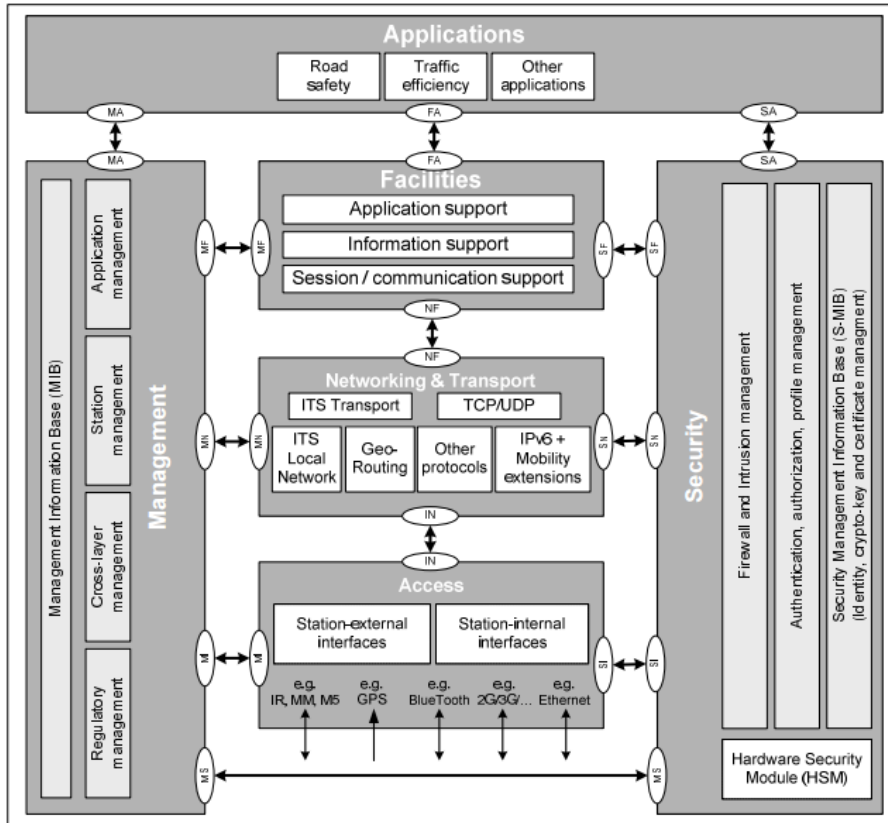 Applications
Road
safety
Traffic
efficiency
Other
applications
MA
FA
SA
MA
FA
SA
Management
Management Information Base (MIB)
Application
management
Station
management
Cross-layer
management
Regulatory
management
MF
MN
MI
MS
Facilities
Application support
Information support
Session / communication support
MF
SF
NF
NF
Networking & Transport
ITS Transport
TCP/UDP
ITS
Local
Network
Geo-
Routing
Other
protocols
IPv6 +
Mobility
extensions
MN
SN
IN
IN
Access
Station-external
interfaces
Station-internal
interfaces
MI
SI
e.g.
IR, MM, M5
e.g.
GPS
e.g.
BlueTooth
e.g.
2G/3G/...
e.g.
Ethernet
Security
SF
SN
SI
MS
Firewall and Intrusion management
Authentication, authorization, profile management
Security Management Information Base (S-MIB)
(Identity, crypto-key and certificate managment)
Hardware Security
Module (HSM)